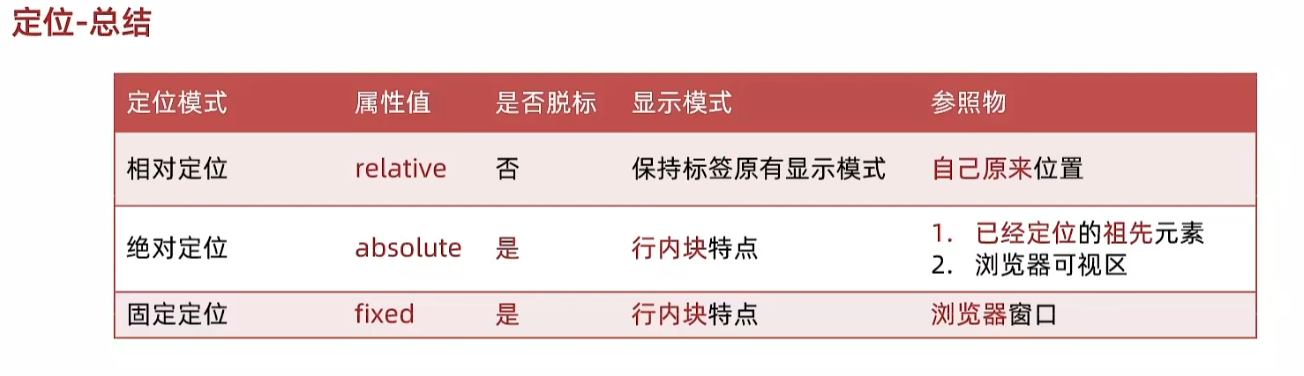 定位-总结
定位模式 属性值 是否脱标 显示模式 参照物
相对定位 relative 否 保持标签原有显示模式 自己原来位置
绝对定位 absolute 是 行内块特点 1. 已经定位的祖先元素
2. 浏览器可视区
固定定位 fixed 是 行内块特点 浏览器窗口